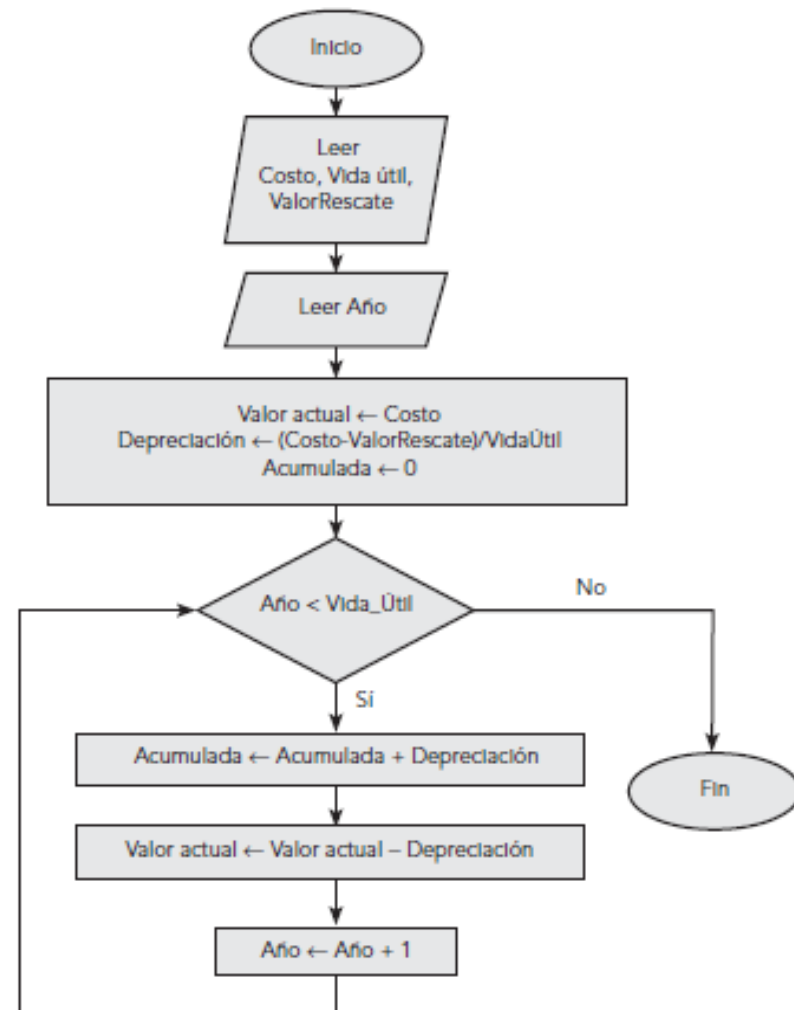 Inicio
Leer
Costo, Vida útil,
ValorRescate
Leer Año
Valor actual ← Costo
Depreciación ← (Costo-ValorRescate)/VidaÚtil
Acumulada ← 0
Año < Vida_Útil
No
Sí
Acumulada ← Acumulada + Depreciación
Valor actual ← Valor actual – Depreciación
Año ← Año + 1
Fin